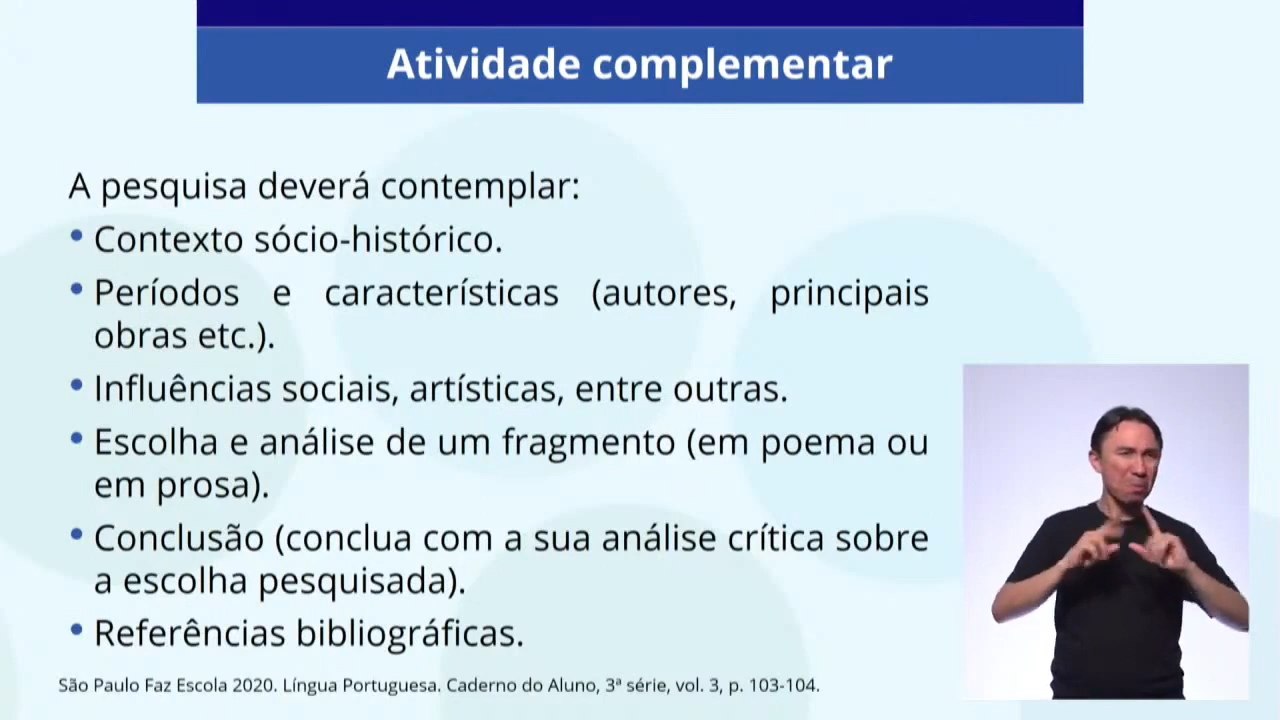 Atividade complementar
A pesquisa deverá contemplar:
• Contexto sócio-histórico.
• Períodos e características (autores, principais
obras etc.).
• Influências sociais, artísticas, entre outras.
• Escolha e análise de um fragmento (em poema ou
em prosa).
• Conclusão (conclua com a sua análise crítica sobre
a escolha pesquisada).
• Referências bibliográficas.
São Paulo Faz Escola 2020. Língua Portuguesa. Caderno do Aluno, 3ª série, vol. 3, p. 103-104.